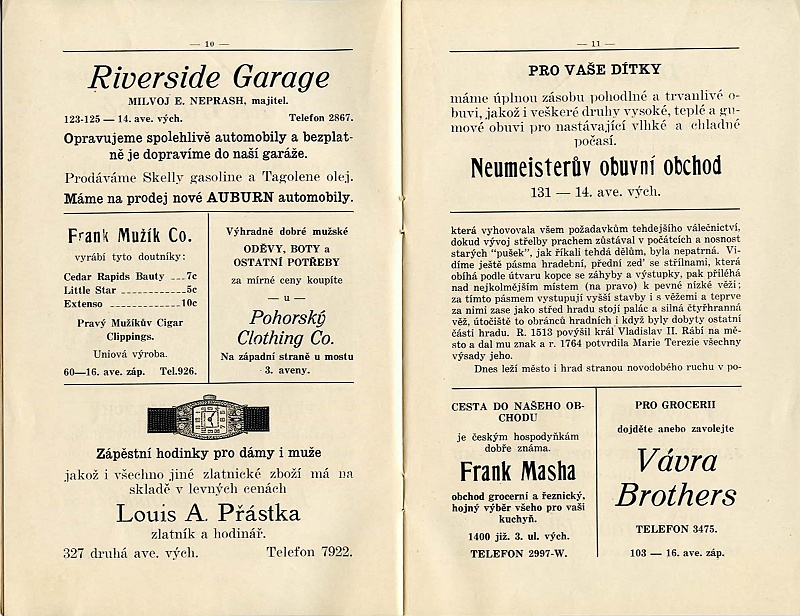 — 10 —
Riverside Garage
MILVOJ E. NEPRASH, majitel.
123-125 — 14. ave. vých. Telefon 2867.
Opravujeme spolehlivě automobily a bezplat-
ně je dopravíme do naší garáže.
Prodáváme Skelly gasoline a Tagolene olej.
Máme na prodej nové AUBURN automobily.
Frank Mužík Co.
vyrábí tyto doutníky:
Cedar Rapids Bauty ---7c
Little Star ------------5c
Extenso -------------10c
Pravý Mužíkův Cigar
Clippings.
Uniová výroba.
60—16. ave. záp. Tel.926.
Výhradně dobré mužské
ODĚVY, BOTY a
OSTATNÍ POTŘEBY
za mírné ceny koupíte
— u —
Pohorský
Clothing Co.
Na západní straně u mostu
3. aveny.
Zápěstní hodinky pro dámy i muže
jakož i všechno jiné zlatnické zboží má na
skladě v levných cenách
Louis A. Přástka
zlatník a hodinář.
327 druhá ave. vých. Telefon 7922.
— 11 —
PRO VAŠE DÍTKY
máme úplnou zásobu pohodlné a trvanlivé o-
buvi, jakož i veškeré druhy vysoké, teplé a gu-
mové obuvi pro nastávající vlhké a chladné
počasí.
Neumeisterův obuvní obchod
131 — 14. ave. vých.
která vyhovovala všem požadavkům tehdejšího válečnictví,
dokud vývoj střelby prachem zůstával v počátcích a nosnost
starých "pušek", jak říkali tehdá dělům, byla nepatrná. Vi-
díme ještě pásma hradební, přední zeď se střílnami, která
obíhá podle útvaru kopce se záhyby a výstupky, pak přiléhá
nad nejkolmějším místem (na pravo) k pevné nízké věži;
za tímto pásmem vystupují vyšší stavby i s věžemi a teprve
za nimi zase jako střed hradu stojí palác a silná čtyřhranná
věž, útočiště to obránců hradních i když byly dobyty ostatní
části hradu. R. 1513 povýšil král Vladislav II. Rábí na mě-
sto a dal mu znak a r. 1764 potvrdila Marie Terezie všechny
výsady jeho.
Dnes leží město i hrad stranou novodobého ruchu v po-
CESTA DO NAŠEHO OB-
CHODU
je českým hospodyňkám
dobře známa.
Frank Masha
obchod grocerní a řeznický,
hojný výběr všeho pro vaši
kuchyň.
1400 již. 3. ul. vých.
TELEFON 2997-W.
PRO GROCERII
dojděte anebo zavolejte
Vávra
Brothers
TELEFON 3475.
103 — 16. ave. záp.